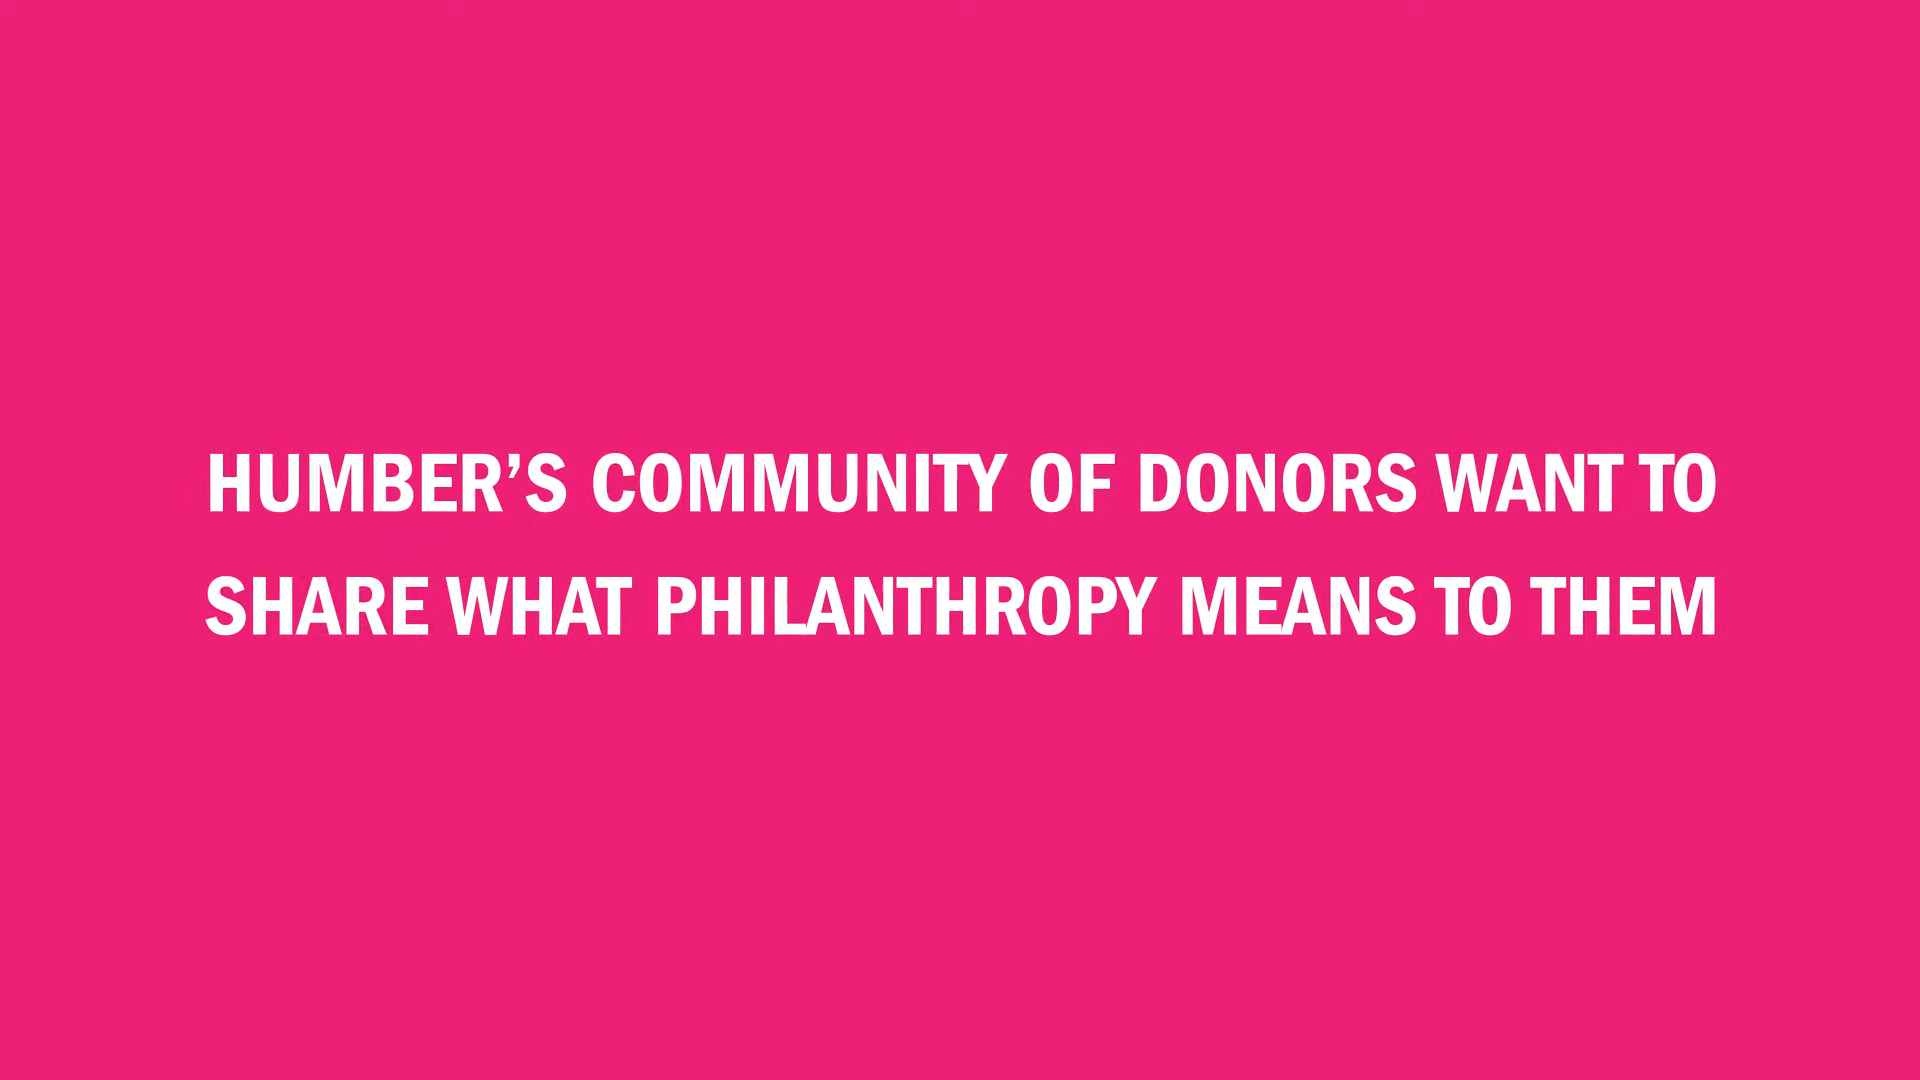 HUMBER’S COMMUNITY OF DONORS WANT TO
SHARE WHAT PHILANTHROPY MEANS TO THEM